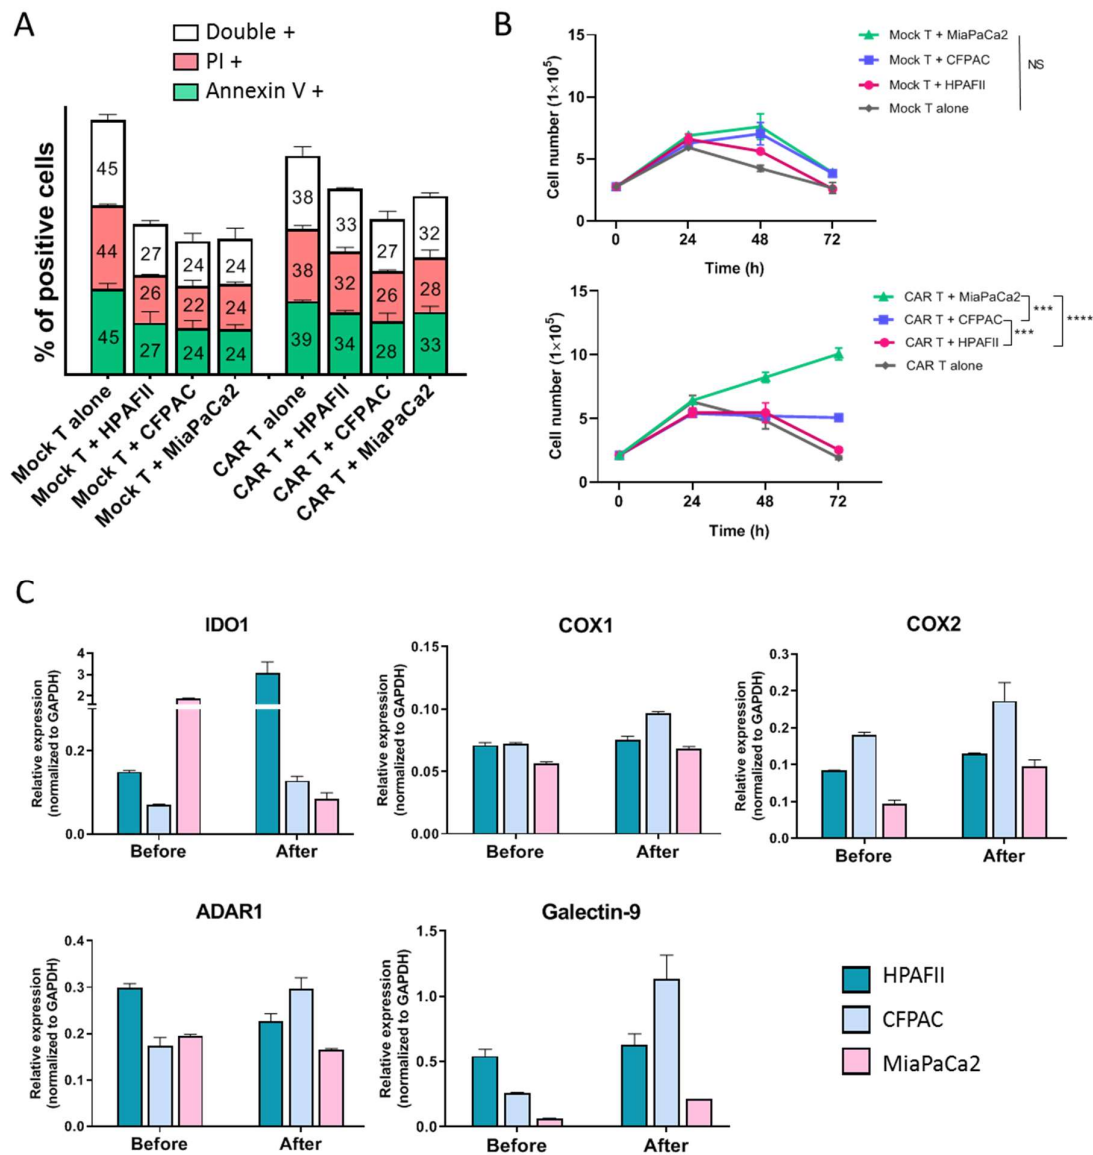 A
Double +
PI +
Annexin V +
% of positive cells
45
44
45
27
26
27
24
22
24
24
24
24
38
38
39
33
32
34
27
26
28
32
28
33
Mock T alone
Mock T + HPAFII
Mock T + CFPAC
Mock T + MiaPaCa2
CAR T alone
CAR T + HPAFII
CAR T + CFPAC
CAR T + MiaPaCa2
B
Cell number (1×10⁵)
15
10
5
0
0 24 48 72
Time (h)
Mock T + MiaPaCa2
Mock T + CFPAC
Mock T + HPAFII
Mock T alone
NS
Cell number (1×10⁵)
15
10
5
0
0 24 48 72
Time (h)
CAR T + MiaPaCa2
CAR T + CFPAC
CAR T + HPAFII
CAR T alone
***
***
****
C
IDO1
Relative expression
(normalized to GAPDH)
4
3
2
0.2
0.0
Before After
COX1
Relative expression
(normalized to GAPDH)
0.15
0.10
0.05
0.00
Before After
COX2
Relative expression
(normalized to GAPDH)
0.3
0.2
0.2
0.1
0.1
0.0
Before After
ADAR1
Relative expression
(normalized to GAPDH)
0.4
0.3
0.2
0.1
0.0
Before After
Galectin-9
Relative expression
(normalized to GAPDH)
1.5
1.0
0.5
0.0
Before After
HPAFII
CFPAC
MiaPaCa2